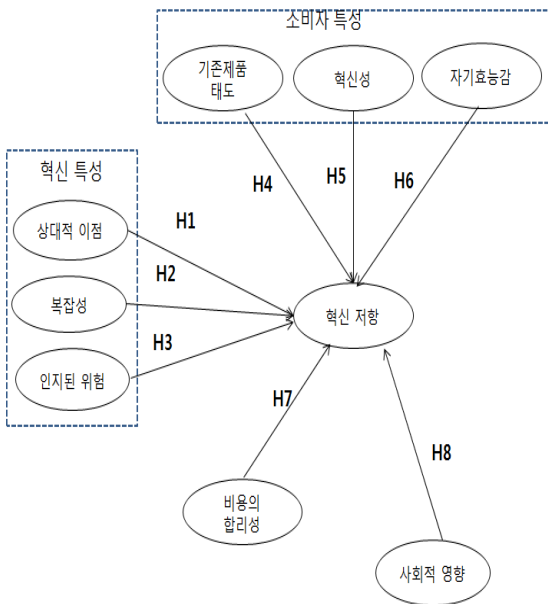 소비자 특성
기존제품
태도
혁신성
자기효능감
혁신 특성
상대적 이점
복잡성
인지된 위험
H1
H2
H3
H4
H5
H6
혁신 저항
H7
H8
비용의
합리성
사회적 영향